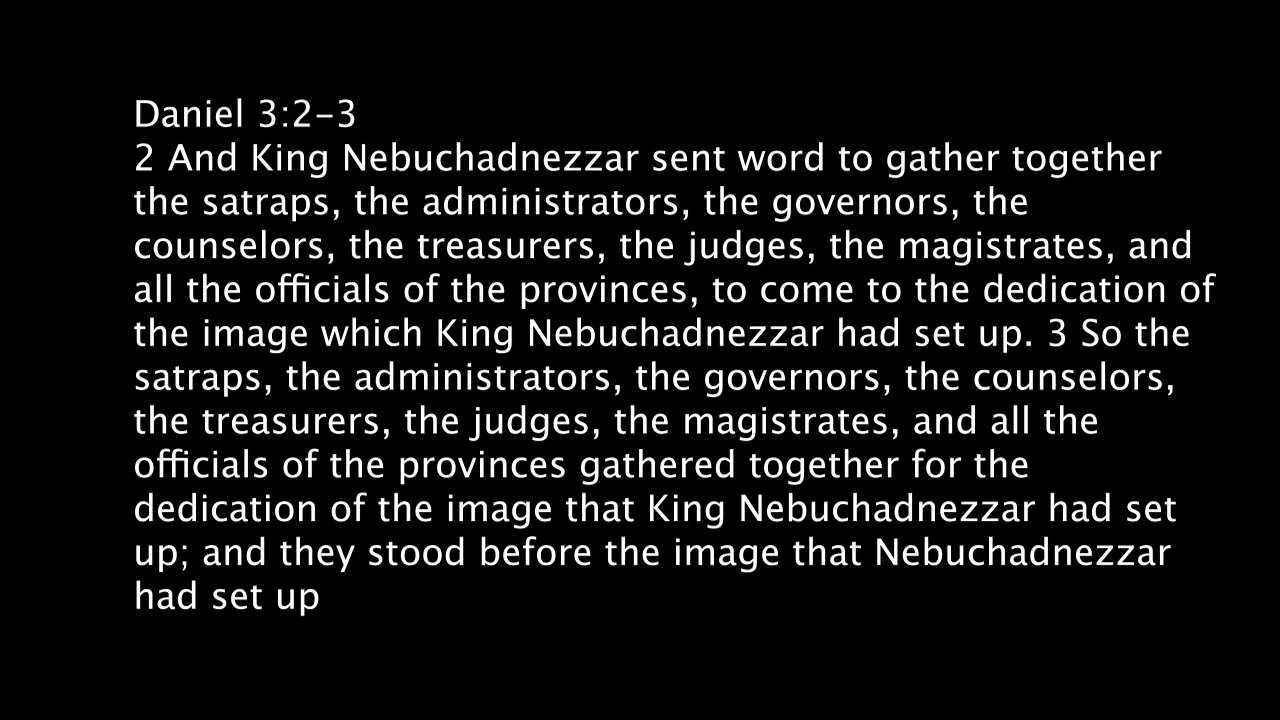 Daniel 3:2-3
2 And King Nebuchadnezzar sent word to gather together
the satraps, the administrators, the governors, the
counselors, the treasurers, the judges, the magistrates, and
all the officials of the provinces, to come to the dedication of
the image which King Nebuchadnezzar had set up. 3 So the
satraps, the administrators, the governors, the counselors,
the treasurers, the judges, the magistrates, and all the
officials of the provinces gathered together for the
dedication of the image that King Nebuchadnezzar had set
up; and they stood before the image that Nebuchadnezzar
had set up